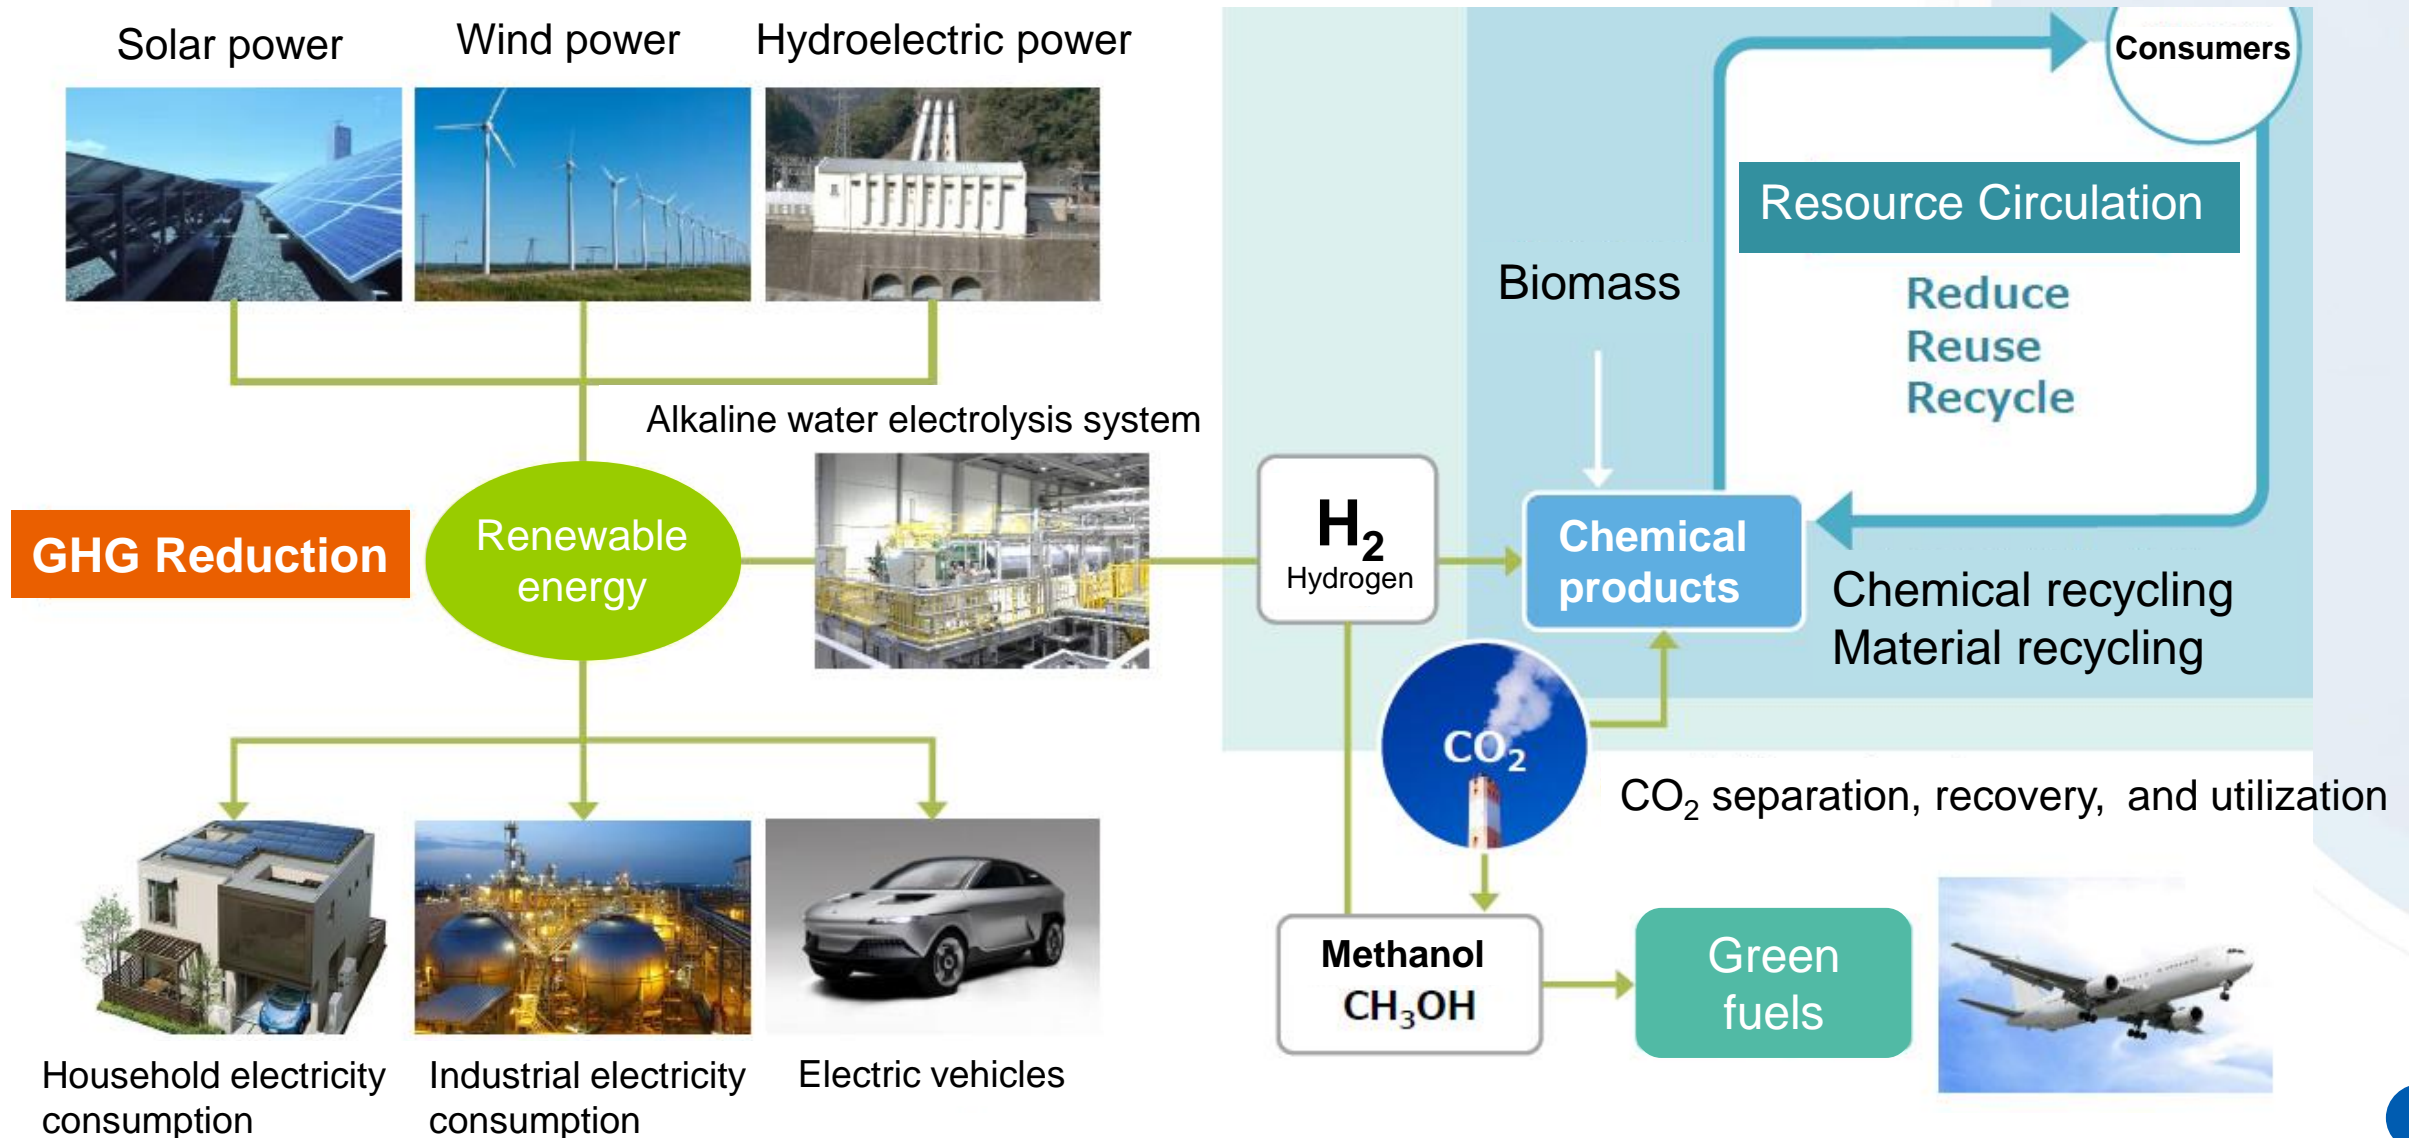 Solar power
Wind power
Hydroelectric power
Consumers
Resource Circulation
Biomass
Reduce
Reuse
Recycle
Alkaline water electrolysis system
GHG Reduction
Renewable
energy
H₂
Hydrogen
Chemical
products
Chemical recycling
Material recycling
CO₂
CO₂ separation, recovery, and utilization
Methanol
CH₃OH
Green
fuels
Household electricity
consumption
Industrial electricity
consumption
Electric vehicles